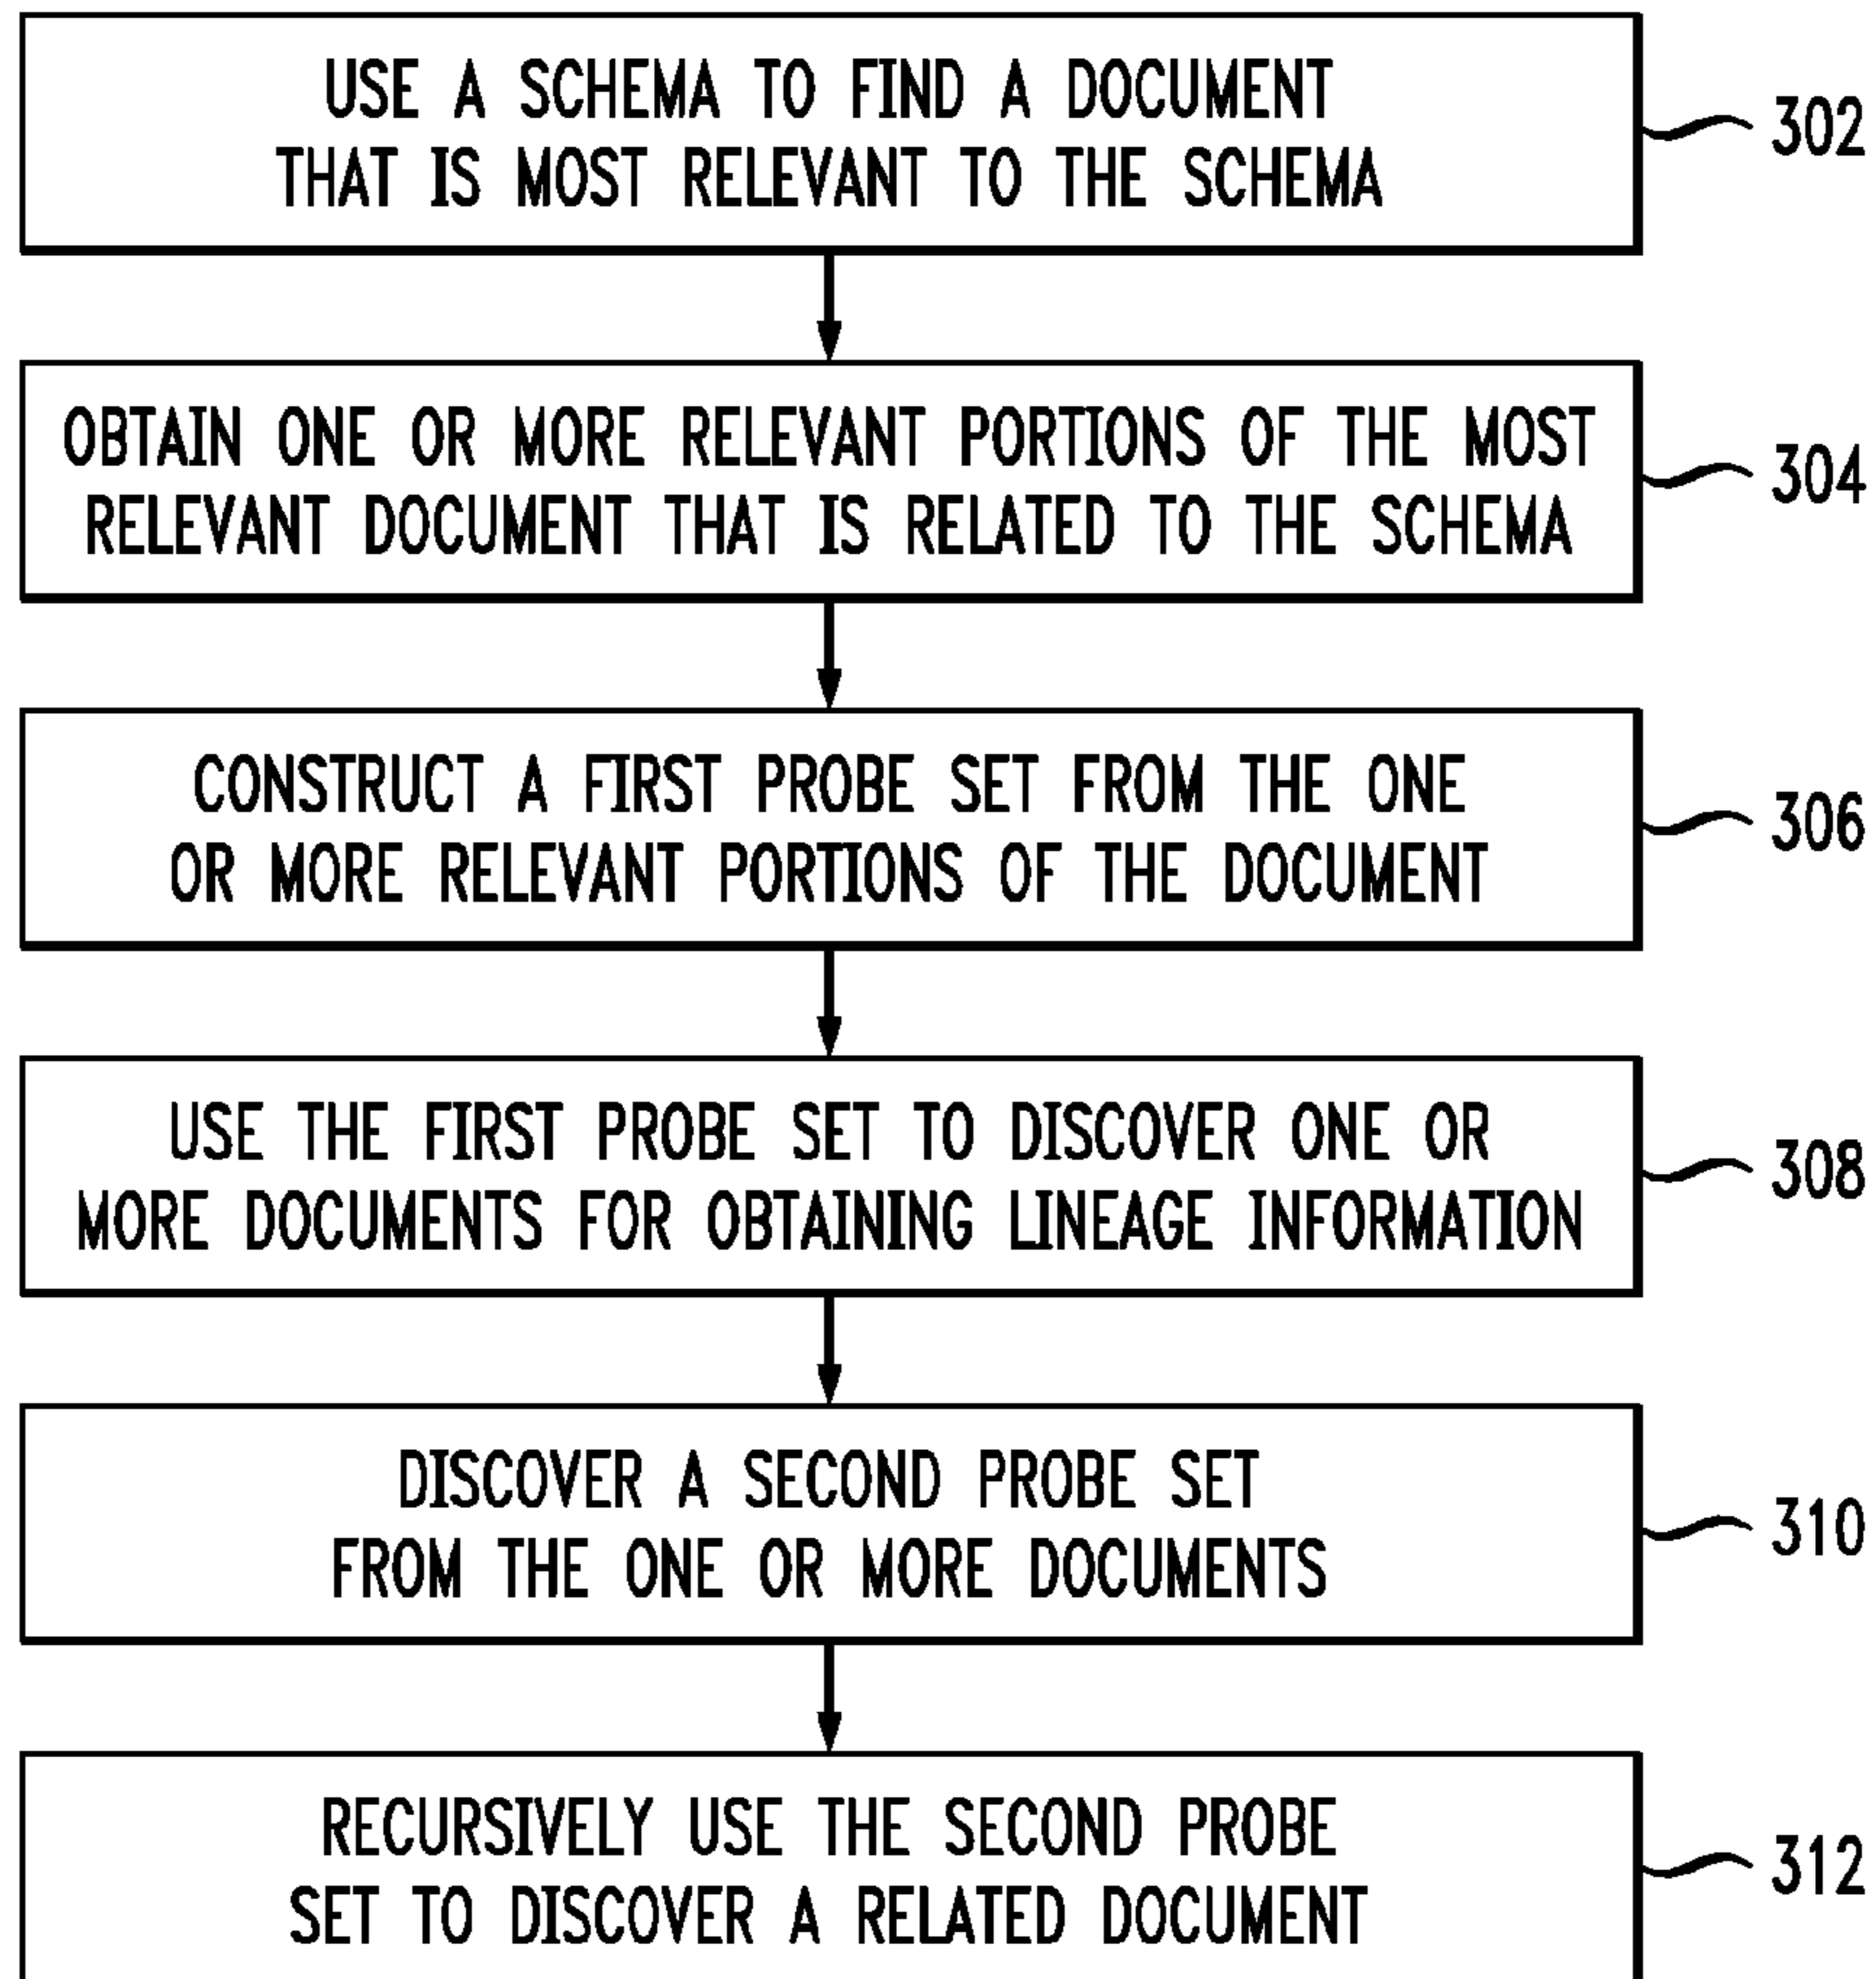 USE A SCHEMA TO FIND A DOCUMENT
THAT IS MOST RELEVANT TO THE SCHEMA
302
OBTAIN ONE OR MORE RELEVANT PORTIONS OF THE MOST
RELEVANT DOCUMENT THAT IS RELATED TO THE SCHEMA
304
CONSTRUCT A FIRST PROBE SET FROM THE ONE
OR MORE RELEVANT PORTIONS OF THE DOCUMENT
306
USE THE FIRST PROBE SET TO DISCOVER ONE OR
MORE DOCUMENTS FOR OBTAINING LINEAGE INFORMATION
308
DISCOVER A SECOND PROBE SET
FROM THE ONE OR MORE DOCUMENTS
310
RECURSIVELY USE THE SECOND PROBE
SET TO DISCOVER A RELATED DOCUMENT
312